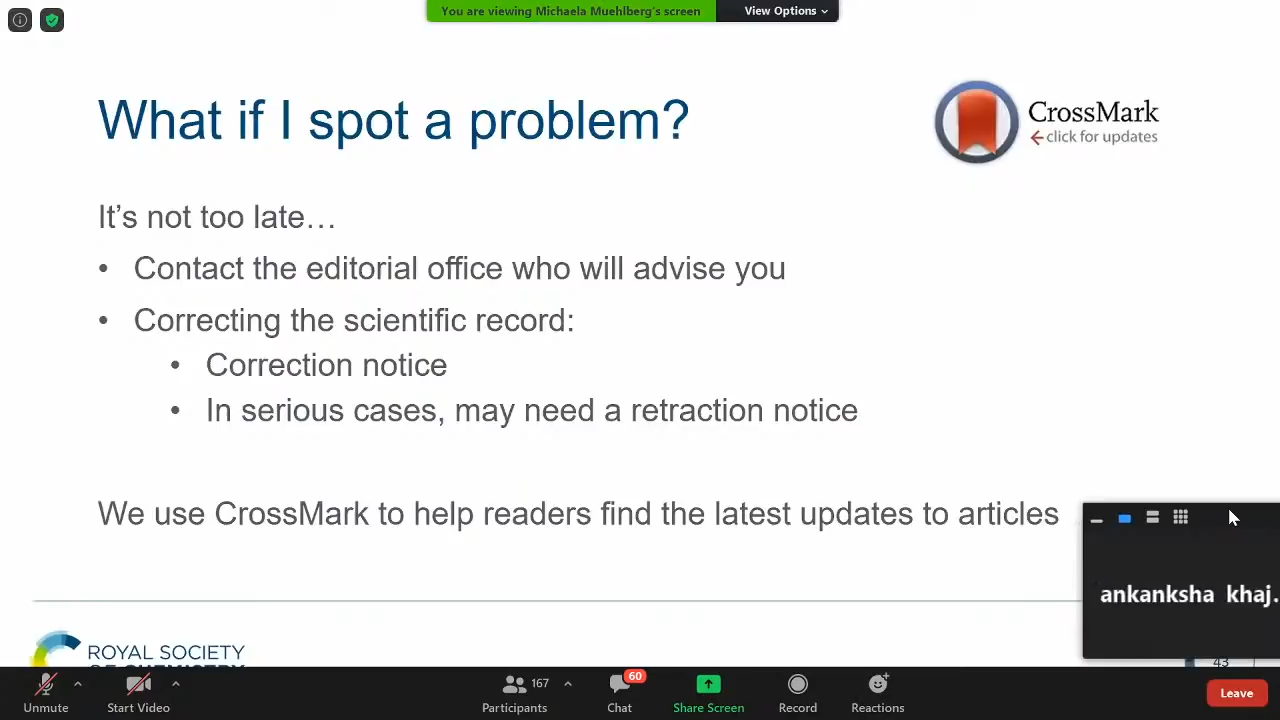 You are viewing Michaela Muehlberg's screen
View Options
What if I spot a problem?
CrossMark
click for updates
It's not too late…
• Contact the editorial office who will advise you
• Correcting the scientific record:
• Correction notice
• In serious cases, may need a retraction notice
We use CrossMark to help readers find the latest updates to articles
ankanksha khaj.
ROYAL SOCIETY
OF CHEMISTRY
43
Unmute
Start Video
167
Participants
60
Chat
Share Screen
Record
Reactions
Leave